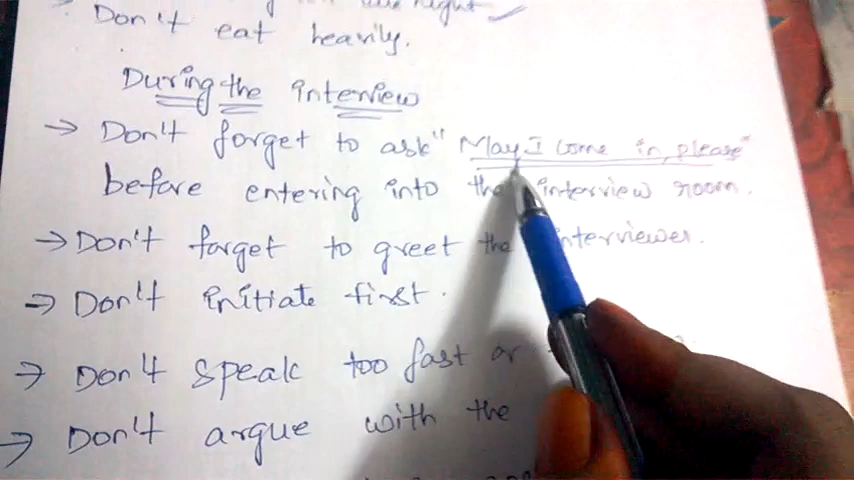 night
Don't eat heavily.
During the interview
→ Don't forget to ask "May I come in, please"
before entering into the interview room.
→ Don't forget to greet the interviewer.
→ Don't initiate first.
→ Don't speak too fast or
→ Don't argue with the